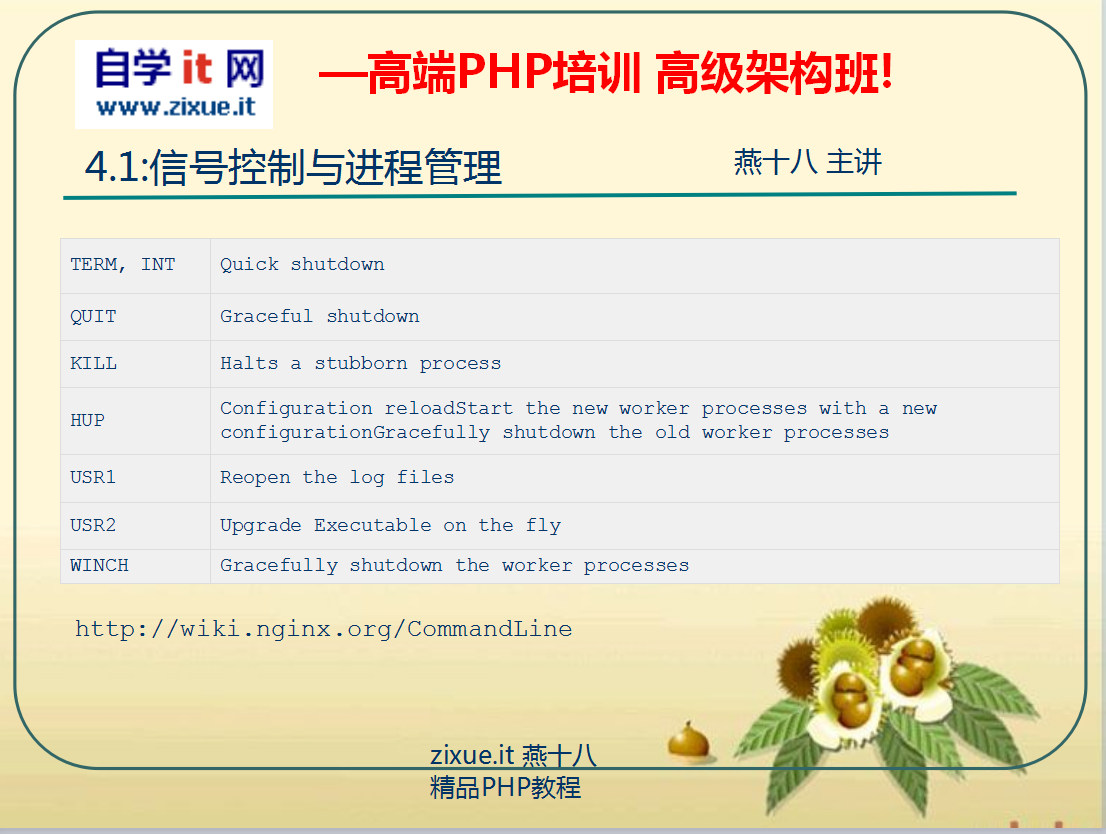 自学 it 网
www.zixue.it
—高端PHP培训 高级架构班!
4.1:信号控制与进程管理
燕十八 主讲
TERM, INT Quick shutdown
QUIT Graceful shutdown
KILL Halts a stubborn process
HUP Configuration reloadStart the new worker processes with a new
configurationGracefully shutdown the old worker processes
USR1 Reopen the log files
USR2 Upgrade Executable on the fly
WINCH Gracefully shutdown the worker processes
http://wiki.nginx.org/CommandLine
zixue.it 燕十八
精品PHP教程